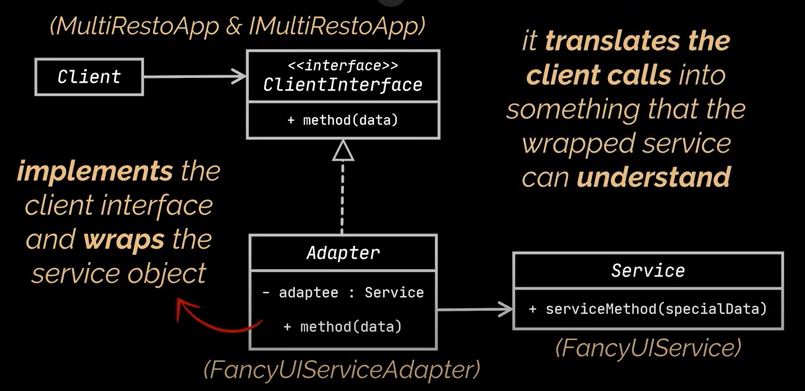 (MultiRestoApp & IMultiRestoApp)
Client
<<interface>>
ClientInterface
+ method(data)
it translates the
client calls into
something that the
wrapped service
can understand
implements the
client interface
and wraps the
service object
Adapter
- adaptee : Service
+ method(data)
(FancyUIServiceAdapter)
Service
+ serviceMethod(specialData)
(FancyUIService)